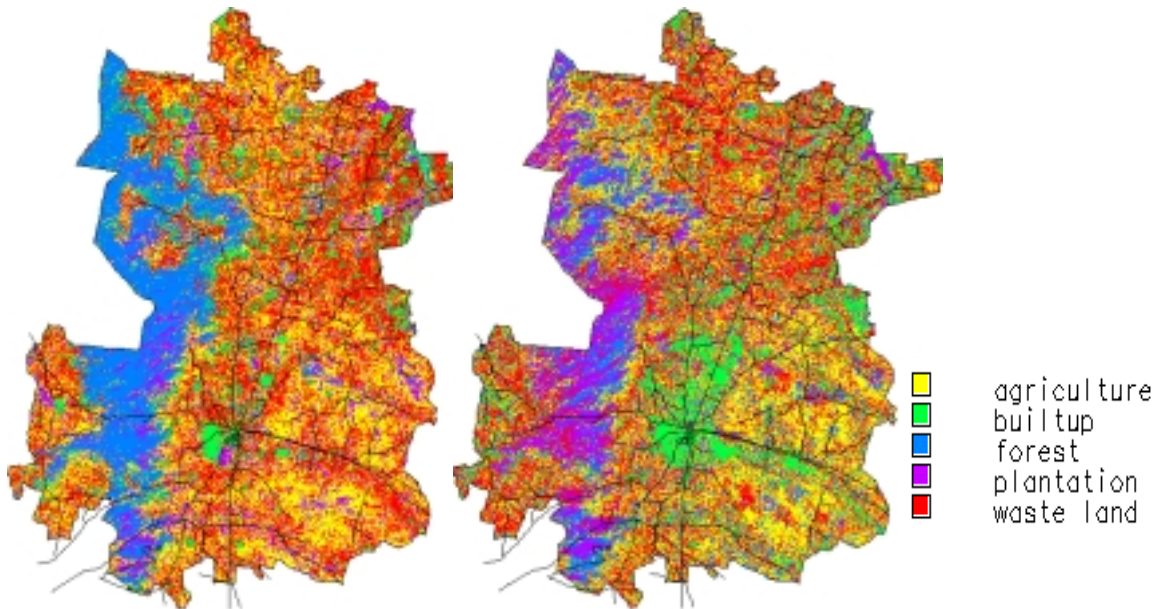 agriculture
builtup
forest
plantation
waste land